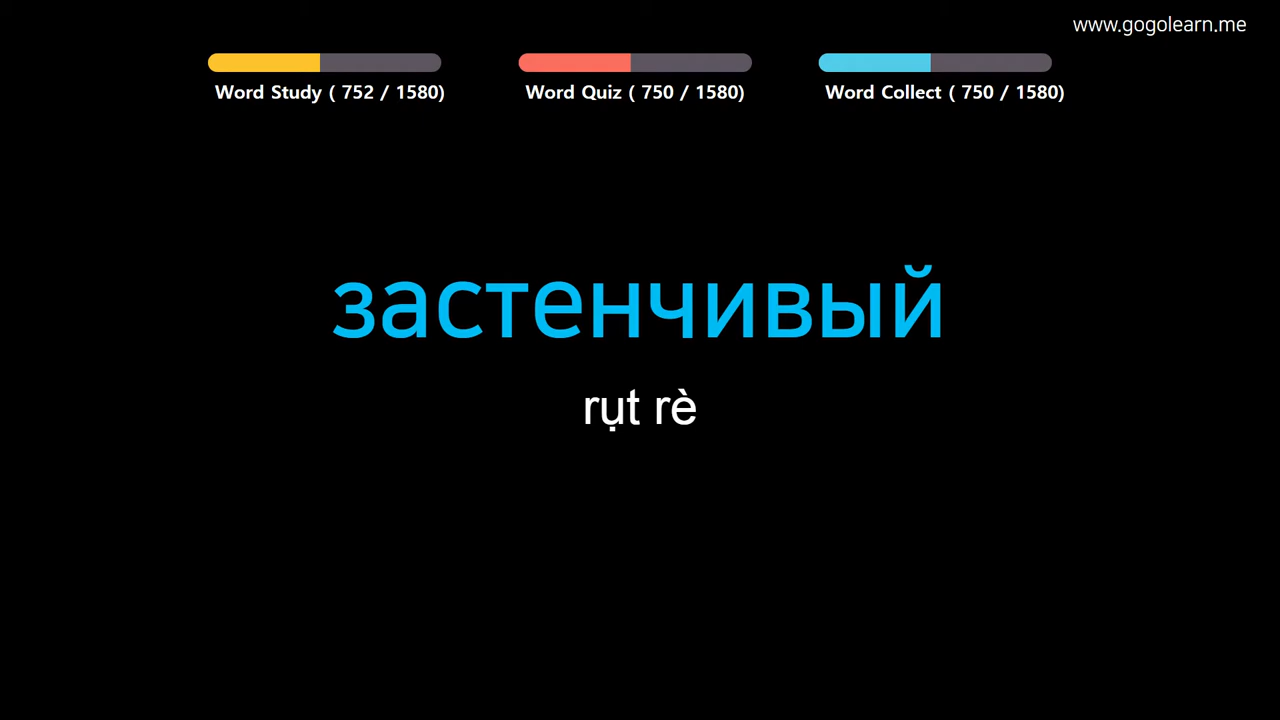 www.gogolearn.me
Word Study ( 752 / 1580)
Word Quiz ( 750 / 1580)
Word Collect ( 750 / 1580)
застенчивый
rụt rè